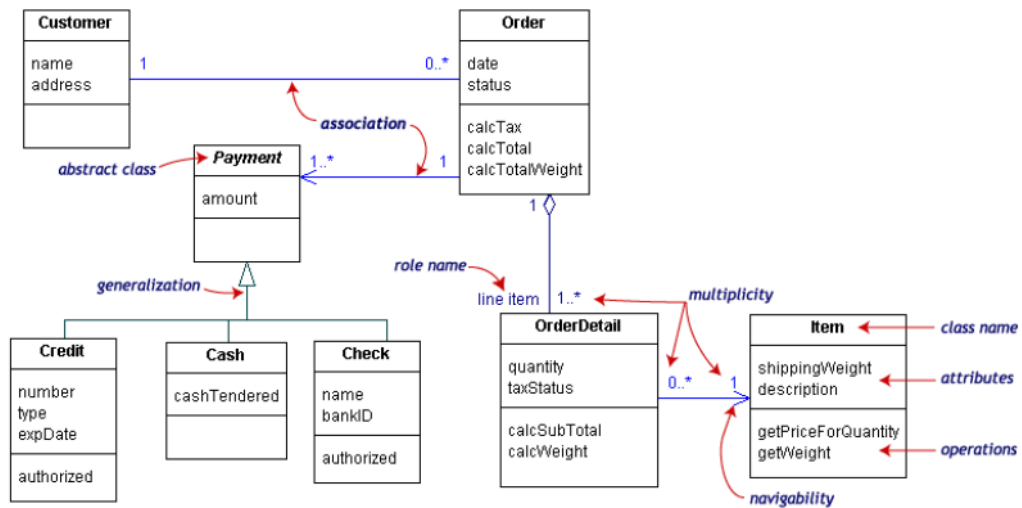 Customer
name
address
1
0..*
Order
date
status
calcTax
calcTotal
calcTotalWeight
association
abstract class
Payment
amount
1..*
1
1
generalization
role name
line item
1..*
multiplicity
Credit
number
type
expDate
authorized
Cash
cashTendered
Check
name
bankID
authorized
OrderDetail
quantity
taxStatus
calcSubTotal
calcWeight
0..*
1
Item
shippingWeight
description
getPriceForQuantity
getWeight
class name
attributes
operations
navigability